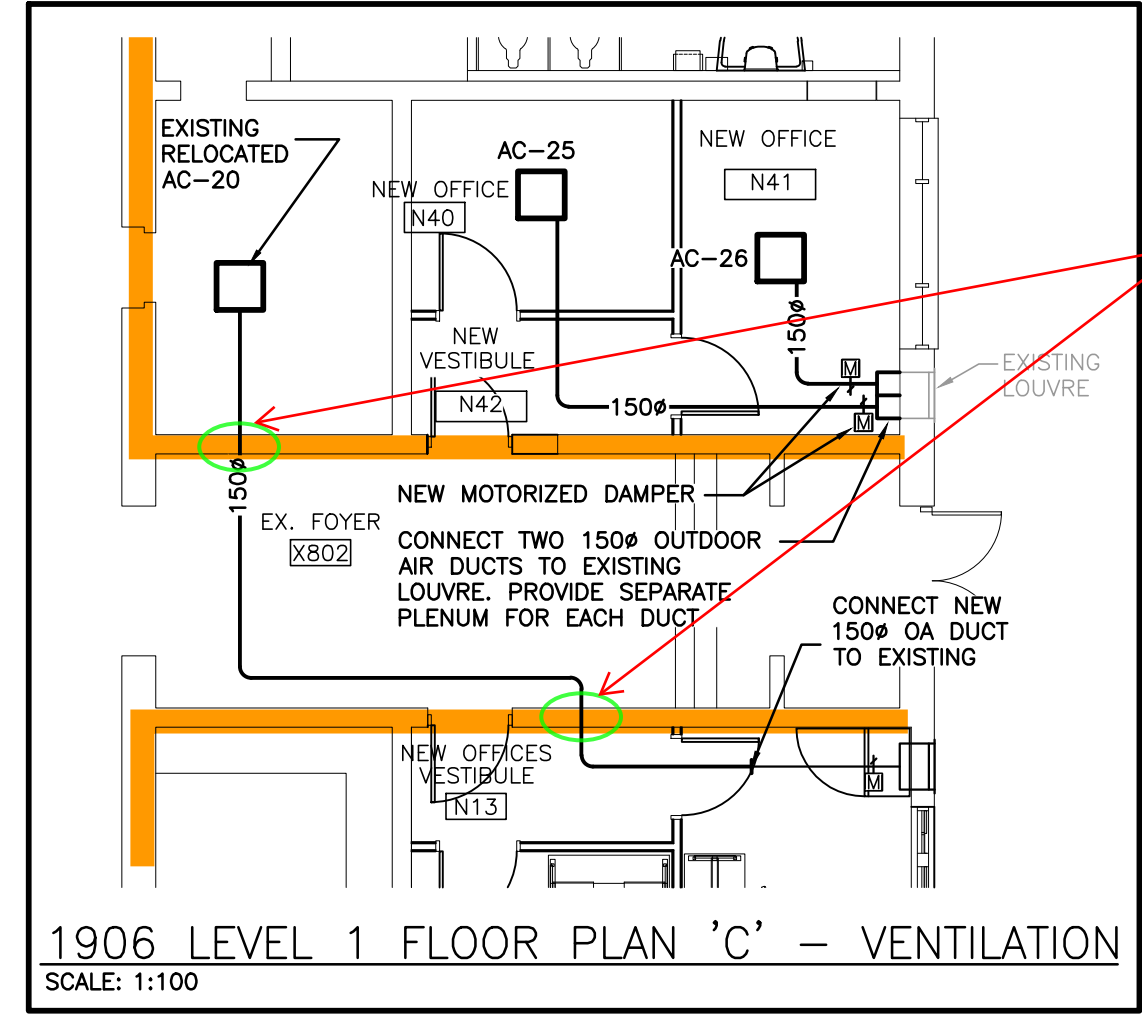 EXISTING
RELOCATED
AC-20
AC-25
NEW OFFICE
N40
NEW OFFICE
N41
AC-26
150ø
NEW
VESTIBULE
N42
150ø
M
M
EXISTING
LOUVRE
150ø
EX. FOYER
X802
NEW MOTORIZED DAMPER
CONNECT TWO 150ø OUTDOOR
AIR DUCTS TO EXISTING
LOUVRE. PROVIDE SEPARATE
PLENUM FOR EACH DUCT
CONNECT NEW
150ø OA DUCT
TO EXISTING
NEW OFFICES
VESTIBULE
N13
M
1906 LEVEL 1 FLOOR PLAN 'C' – VENTILATION
SCALE: 1:100